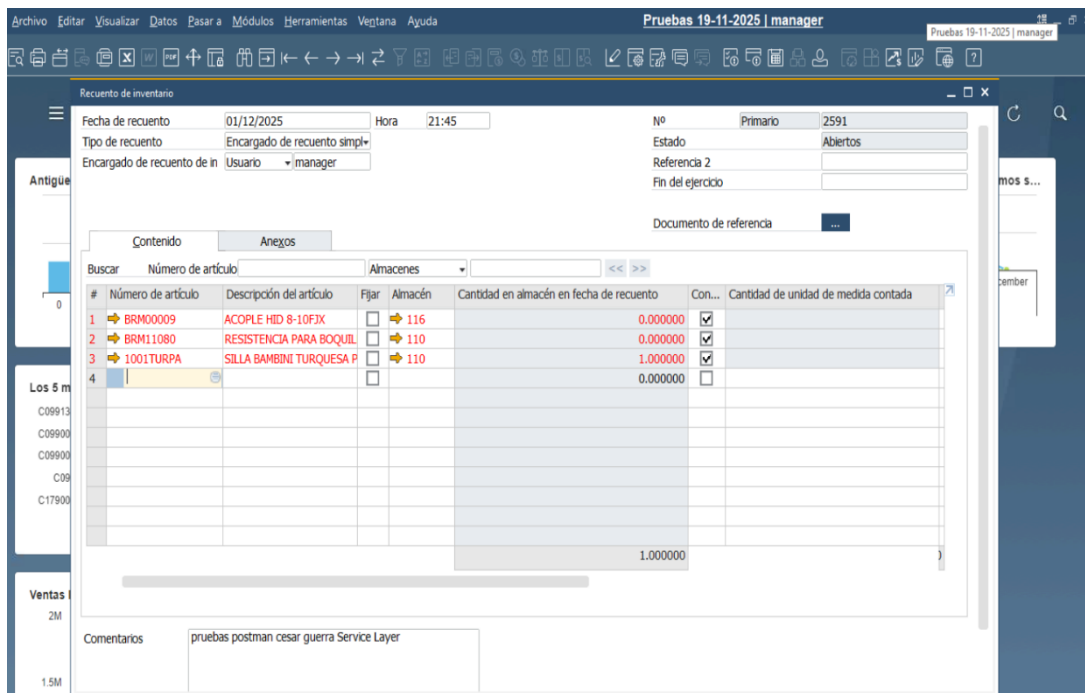 Archivo Editar Visualizar Datos Pasar a Módulos Herramientas Ventana Ayuda Pruebas 19-11-2025 | manager
Pruebas 19-11-2025 | manager
Recuento de inventario
Fecha de recuento 01/12/2025 Hora 21:45 Nº Primario 2591
Tipo de recuento Encargado de recuento simpl Estado Abiertos
Encargado de recuento de in Usuario manager Referencia 2
Fin del ejercicio
Documento de referencia ...
Antigüe
mos s...
Contenido Anexos
Buscar Número de artículo Almacenes << >>
# Número de artículo Descripción del artículo Fijar Almacén Cantidad en almacén en fecha de recuento Con... Cantidad de unidad de medida contada
1 BRM00009 ACOPLE HID 8-10FJX 116 0.000000
2 BRM11080 RESISTENCIA PARA BOQUIL 110 0.000000
3 1001TURPA SILLA BAMBINI TURQUESA P 110 1.000000
4 0.000000
1.000000
0
cember
Los 5 m
C09913
C09900
C09900
C09
C17900
Ventas
2M
1.5M
Comentarios pruebas postman cesar guerra Service Layer